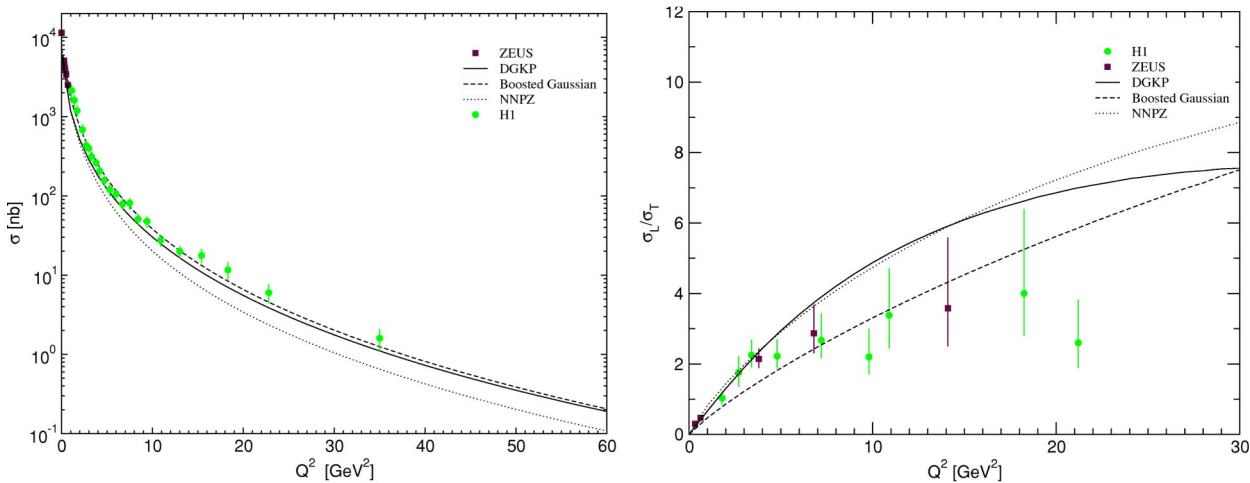 10^4
10^3
10^2
10^1
10^0
10^-1
σ [nb]
ZEUS
DGKP
Boosted Gaussian
NNPZ
H1
0 10 20 30 40 50 60
Q^2 [GeV^2]
12
10
8
6
4
2
0
σ_L/σ_T
H1
ZEUS
DGKP
Boosted Gaussian
NNPZ
0 10 20 30
Q^2 [GeV^2]